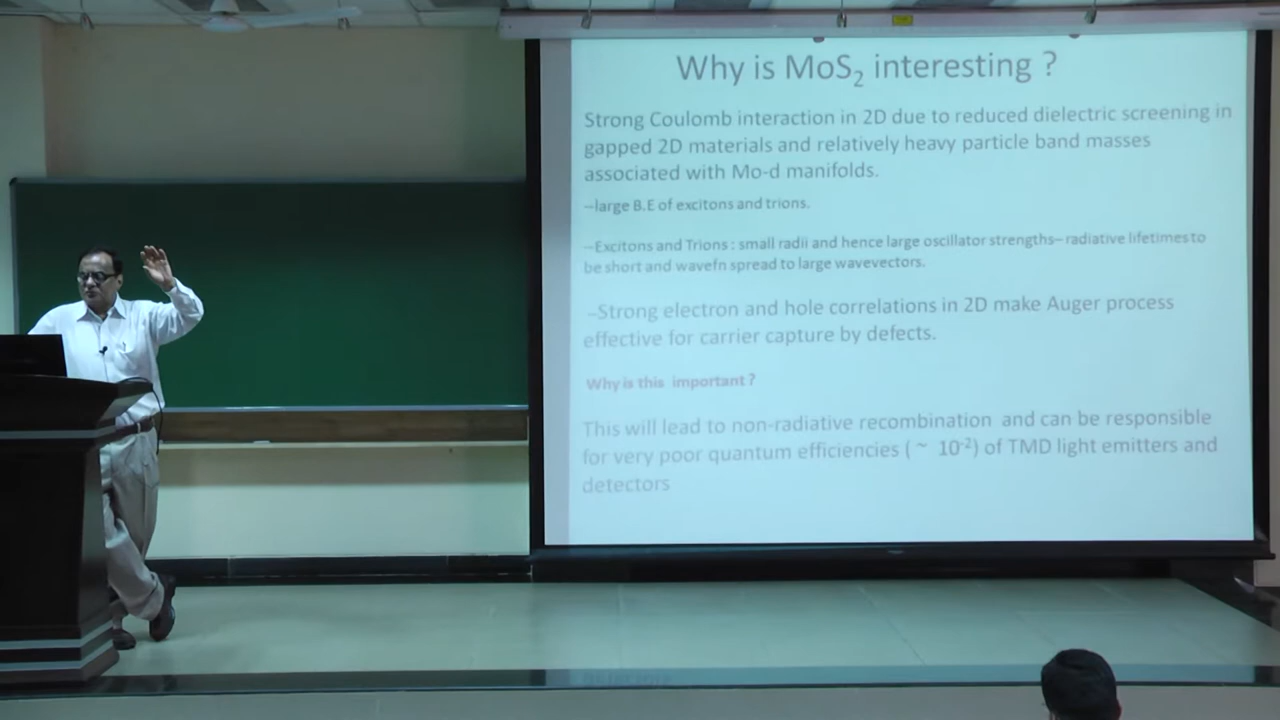 Why is MoS₂ interesting ?
Strong Coulomb interaction in 2D due to reduced dielectric screening in
gapped 2D materials and relatively heavy particle band masses
associated with Mo-d manifolds.
–large B.E of excitons and trions.
–Excitons and Trions : small radii and hence large oscillator strengths– radiative lifetimes to
be short and wavefn spread to large wavevectors.
–Strong electron and hole correlations in 2D make Auger process
effective for carrier capture by defects.
Why is this important ?
This will lead to non-radiative recombination and can be responsible
for very poor quantum efficiencies ( ~ 10⁻²) of TMD light emitters and
detectors